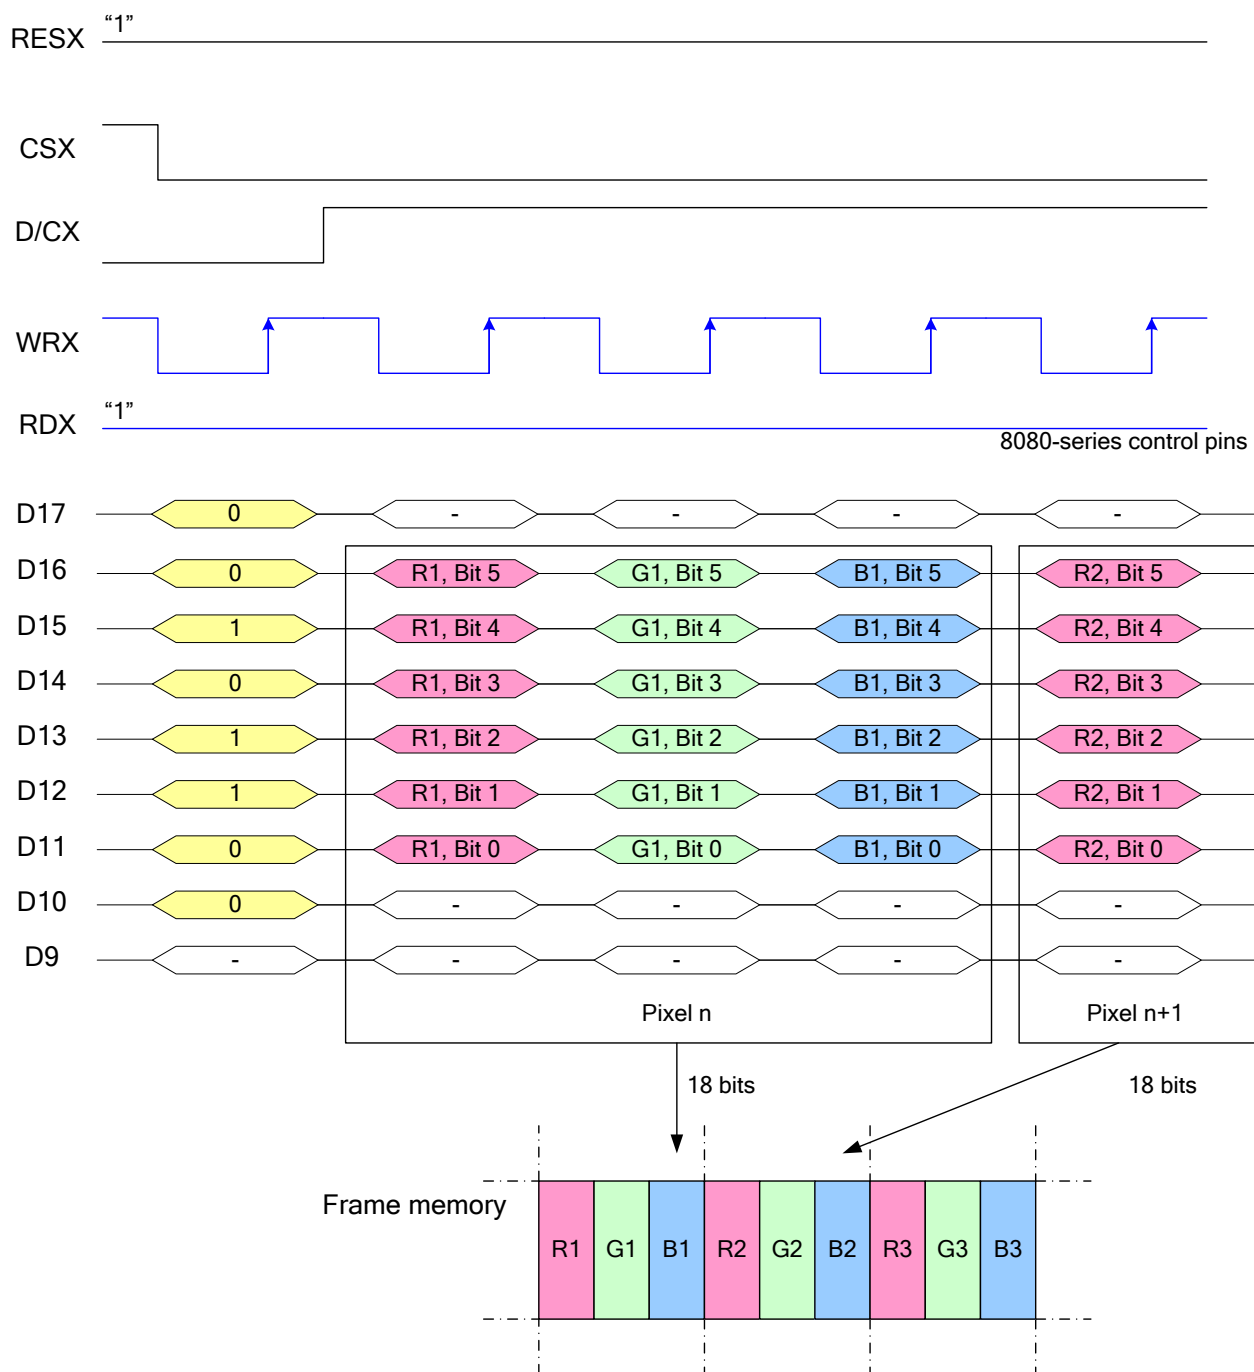 RESX “1”
CSX
D/CX
WRX
RDX “1”
8080-series control pins
D17 0 - - - -
D16 0 R1, Bit 5 G1, Bit 5 B1, Bit 5 R2, Bit 5
D15 1 R1, Bit 4 G1, Bit 4 B1, Bit 4 R2, Bit 4
D14 0 R1, Bit 3 G1, Bit 3 B1, Bit 3 R2, Bit 3
D13 1 R1, Bit 2 G1, Bit 2 B1, Bit 2 R2, Bit 2
D12 1 R1, Bit 1 G1, Bit 1 B1, Bit 1 R2, Bit 1
D11 0 R1, Bit 0 G1, Bit 0 B1, Bit 0 R2, Bit 0
D10 0 - - - -
D9 - - - - -
Pixel n Pixel n+1
18 bits 18 bits
Frame memory
R1 G1 B1 R2 G2 B2 R3 G3 B3